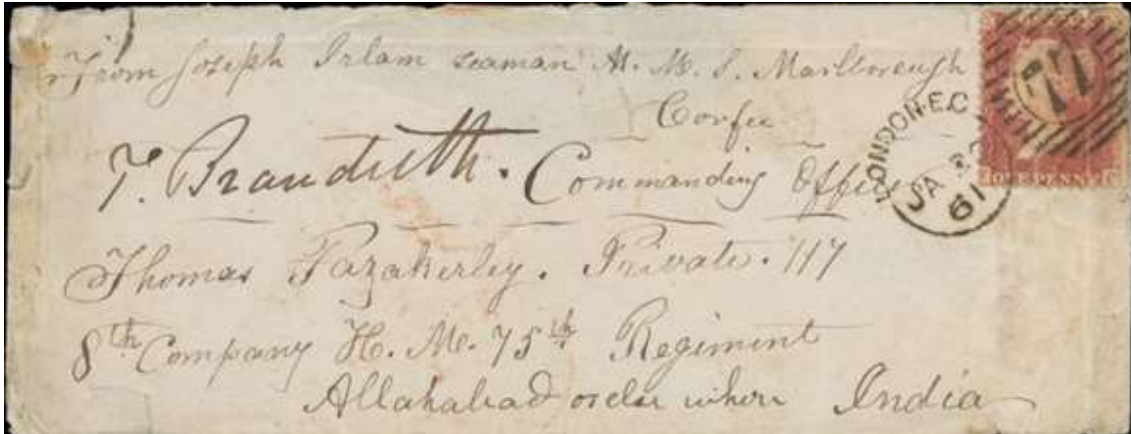 From Joseph Irlam seaman H. M. S. Marlborough
Corfu
T. Brandreth. Commanding Officer
Thomas Fazakerley. Private. 117
8th Company H. M. 75th Regiment
Allahabad or else where India
LONDON·E.C
JA
61
77
ONE PENNY